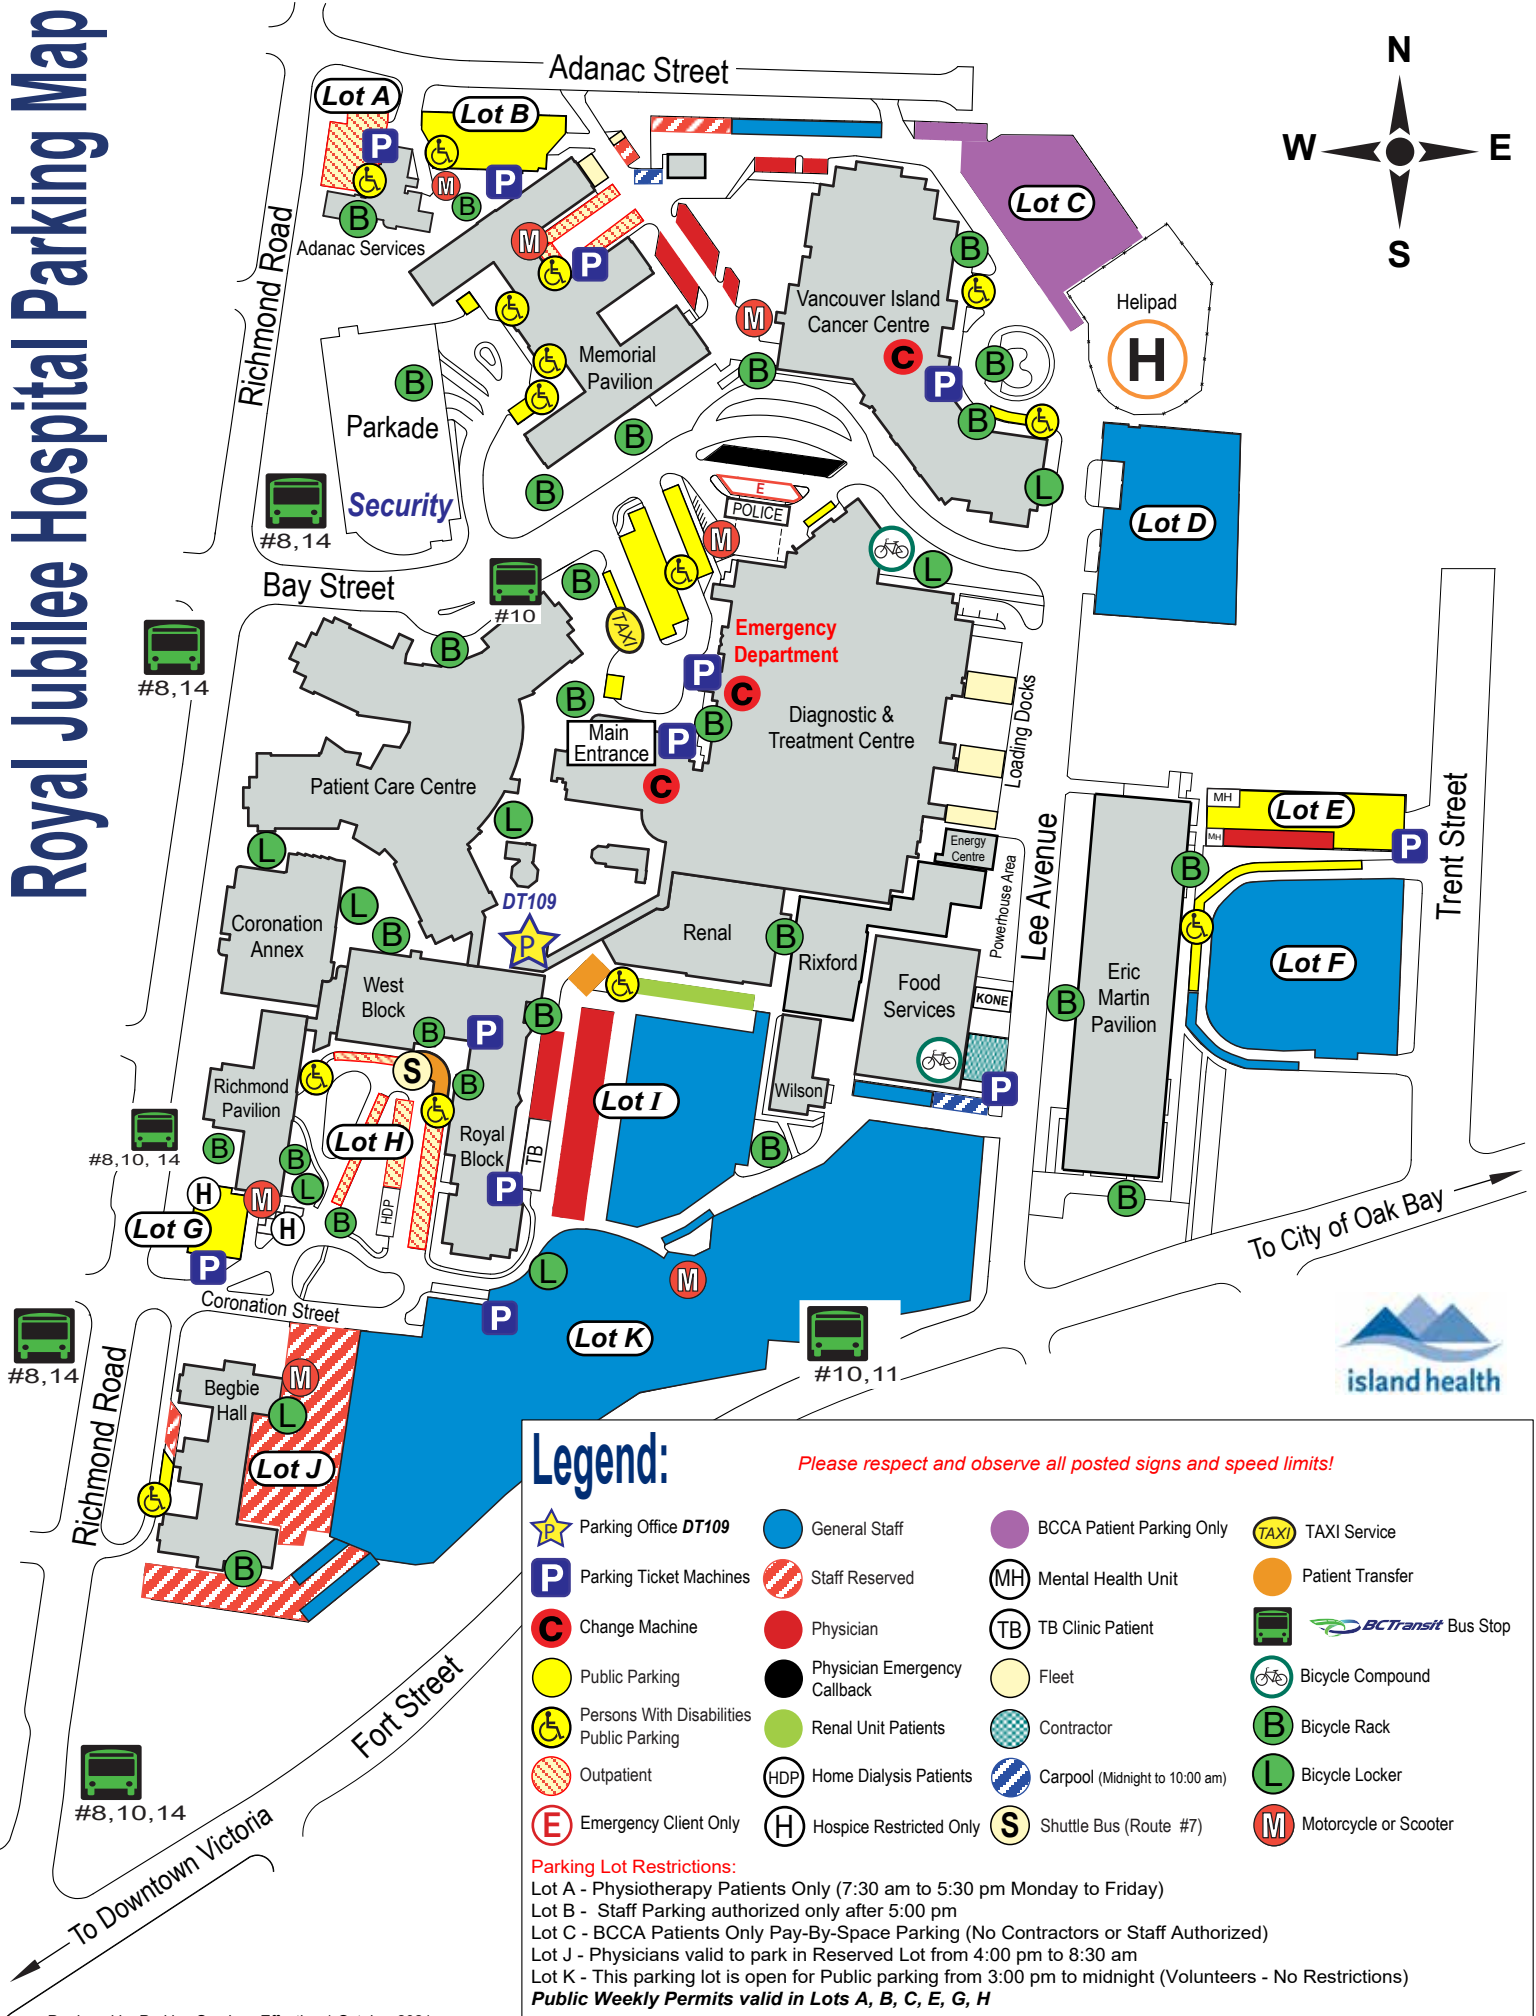 Royal Jubilee Hospital Parking Map
Adanac Street
N
W
E
S
Lot A
Lot B
P
P
M
B
B
Adanac Services
Richmond Road
Lot C
M
P
Vancouver Island
Cancer Centre
C
P
B
B
3
B
L
Helipad
H
Memorial
Pavilion
M
B
B
B
B
Parkade
Security
#8,14
Bay Street
#10
#8,14
E
POLICE
M
TAXI
B
L
Lot D
Emergency
Department
P
C
B
Diagnostic &
Treatment Centre
Main
Entrance
P
C
B
B
Patient Care Centre
L
L
L
B
Loading Docks
Energy
Centre
Powerhouse Area
Lee Avenue
MH
Lot E
MH
P
B
Trent Street
Lot F
Eric
Martin
Pavilion
B
B
DT109
P
Coronation
Annex
West
Block
Renal
B
Rixford
Food
Services
KONE
P
Wilson
B
Lot I
B
P
B
S
B
Richmond
Pavilion
Lot H
Royal
Block
TB
P
HDP
#8,10, 14
B
B
L
B
H
M
H
Lot G
P
Coronation Street
P
L
M
Lot K
#10,11
To City of Oak Bay
island health
#8,14
Richmond Road
Begbie
Hall
M
L
Lot J
B
#8,10,14
Fort Street
To Downtown Victoria
Legend:
Please respect and observe all posted signs and speed limits!
P Parking Office DT109
General Staff
BCCA Patient Parking Only
TAXI TAXI Service
P Parking Ticket Machines
Staff Reserved
MH Mental Health Unit
Patient Transfer
C Change Machine
Physician
TB TB Clinic Patient
BCTransit Bus Stop
Public Parking
Physician Emergency
Callback
Fleet
Bicycle Compound
Persons With Disabilities
Public Parking
Renal Unit Patients
Contractor
B Bicycle Rack
Outpatient
HDP Home Dialysis Patients
Carpool (Midnight to 10:00 am)
L Bicycle Locker
E Emergency Client Only
H Hospice Restricted Only
S Shuttle Bus (Route #7)
M Motorcycle or Scooter
Parking Lot Restrictions:
Lot A - Physiotherapy Patients Only (7:30 am to 5:30 pm Monday to Friday)
Lot B - Staff Parking authorized only after 5:00 pm
Lot C - BCCA Patients Only Pay-By-Space Parking (No Contractors or Staff Authorized)
Lot J - Physicians valid to park in Reserved Lot from 4:00 pm to 8:30 am
Lot K - This parking lot is open for Public parking from 3:00 pm to midnight (Volunteers - No Restrictions)
Public Weekly Permits valid in Lots A, B, C, E, G, H